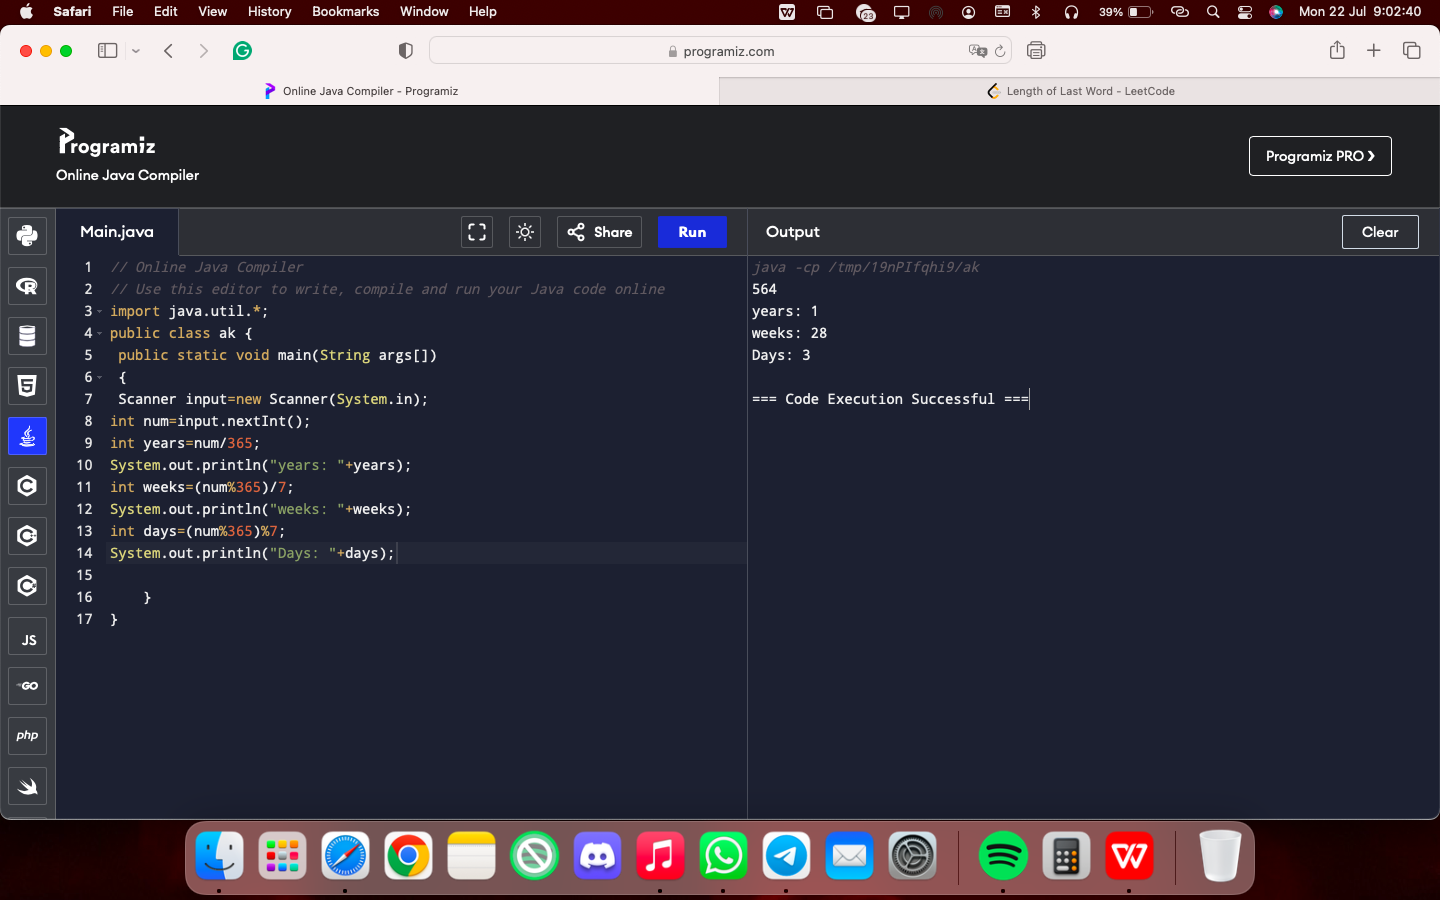 Safari File Edit View History Bookmarks Window Help 23 39% Mon 22 Jul 9:02:40
programiz.com
Online Java Compiler - Programiz
Length of Last Word - LeetCode
Programiz
Online Java Compiler
Programiz PRO ❯
Main.java
Share
Run
Output
Clear
1 // Online Java Compiler
2 // Use this editor to write, compile and run your Java code online
3 import java.util.*;
4 public class ak {
5  public static void main(String args[])
6  {
7  Scanner input=new Scanner(System.in);
8 int num=input.nextInt();
9 int years=num/365;
10 System.out.println("years: "+years);
11 int weeks=(num%365)/7;
12 System.out.println("weeks: "+weeks);
13 int days=(num%365)%7;
14 System.out.println("Days: "+days);
15
16     }
17 }
java -cp /tmp/19nPIfqhi9/ak
564
years: 1
weeks: 28
Days: 3
=== Code Execution Successful ===
R
5
C
C
C
JS
GO
php